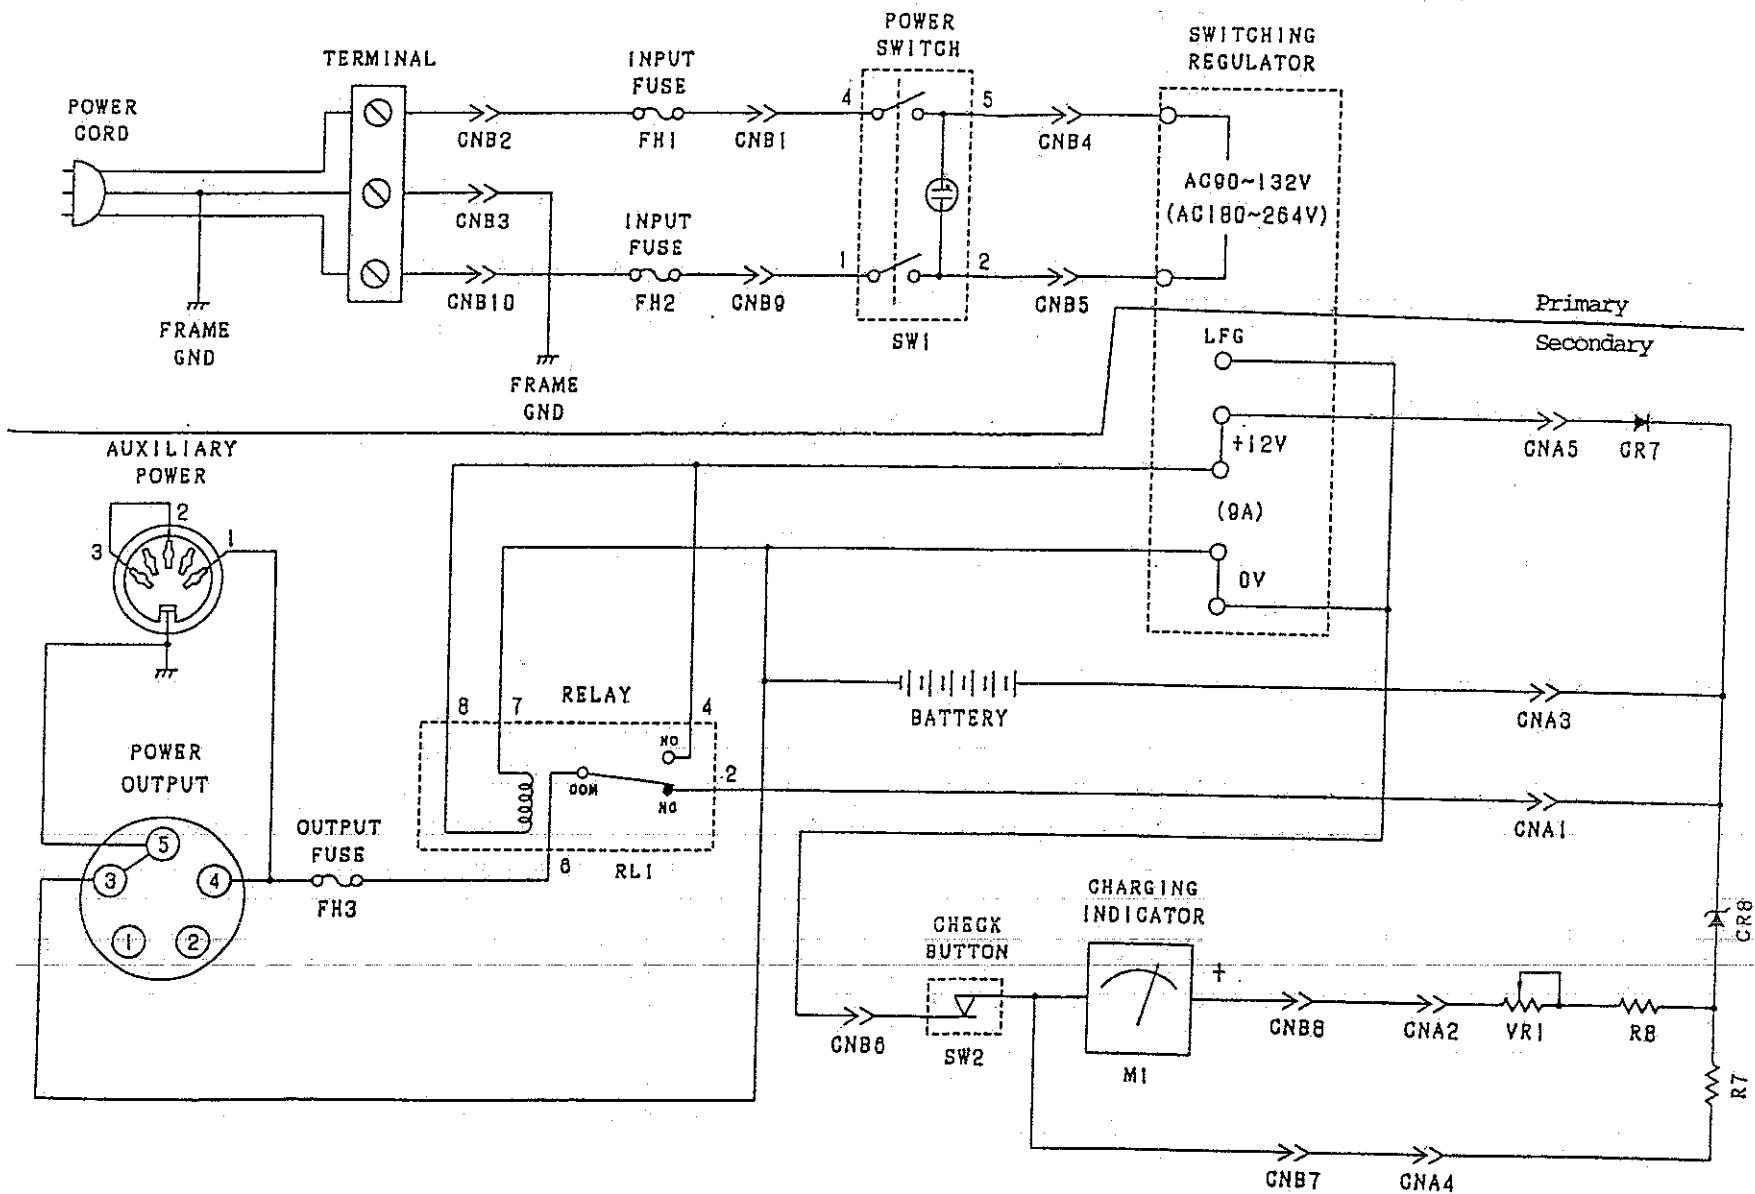 POWER
SWITCH
SWITCHING
REGULATOR
TERMINAL
INPUT
FUSE
POWER
CORD
4
5
CNB2
FH1
CNB1
CNB4
AC90~132V
(AC180~264V)
CNB3
INPUT
FUSE
1
2
CNB10
FH2
CNB9
CNB5
SW1
FRAME
GND
FRAME
GND
Primary
Secondary
LFG
+12V
CNA5
CR7
(9A)
0V
AUXILIARY
POWER
2
3
1
RELAY
8
7
4
NO
COM
NC
2
6
RL1
BATTERY
CNA3
CNA1
POWER
OUTPUT
5
3
4
1
2
OUTPUT
FUSE
FH3
CHECK
BUTTON
CHARGING
INDICATOR
+
CR8
CNB6
SW2
M1
CNB8
CNA2
VR1
R8
R7
CNB7
CNA4